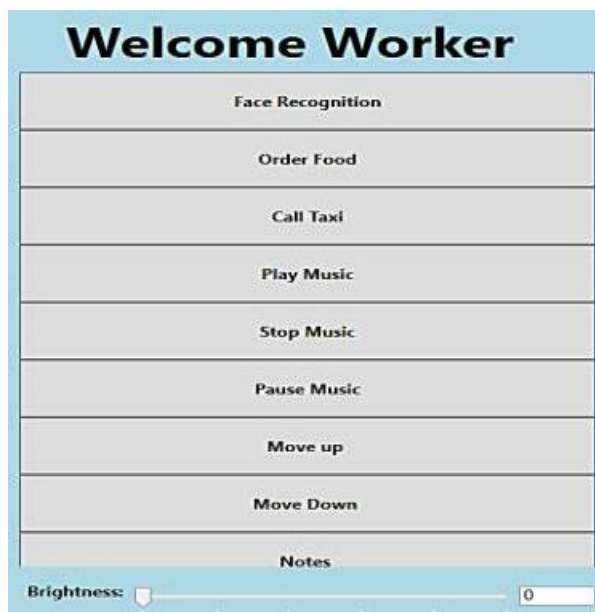 Welcome Worker
Face Recognition
Order Food
Call Taxi
Play Music
Stop Music
Pause Music
Move up
Move Down
Notes
Brightness: 0